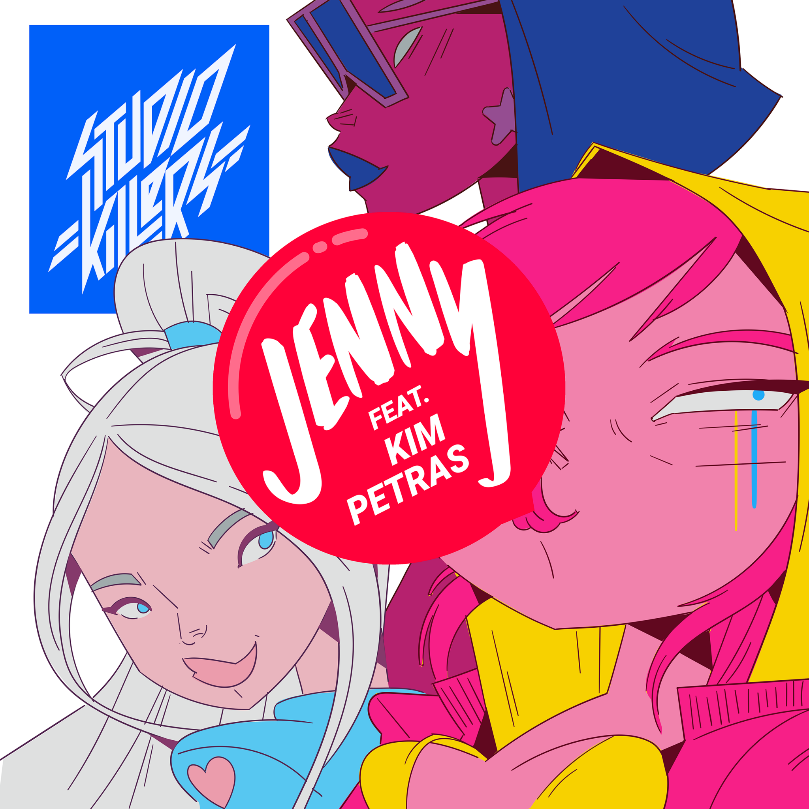 STUDIO
KILLERS
JENNY
FEAT.
KIM
PETRAS